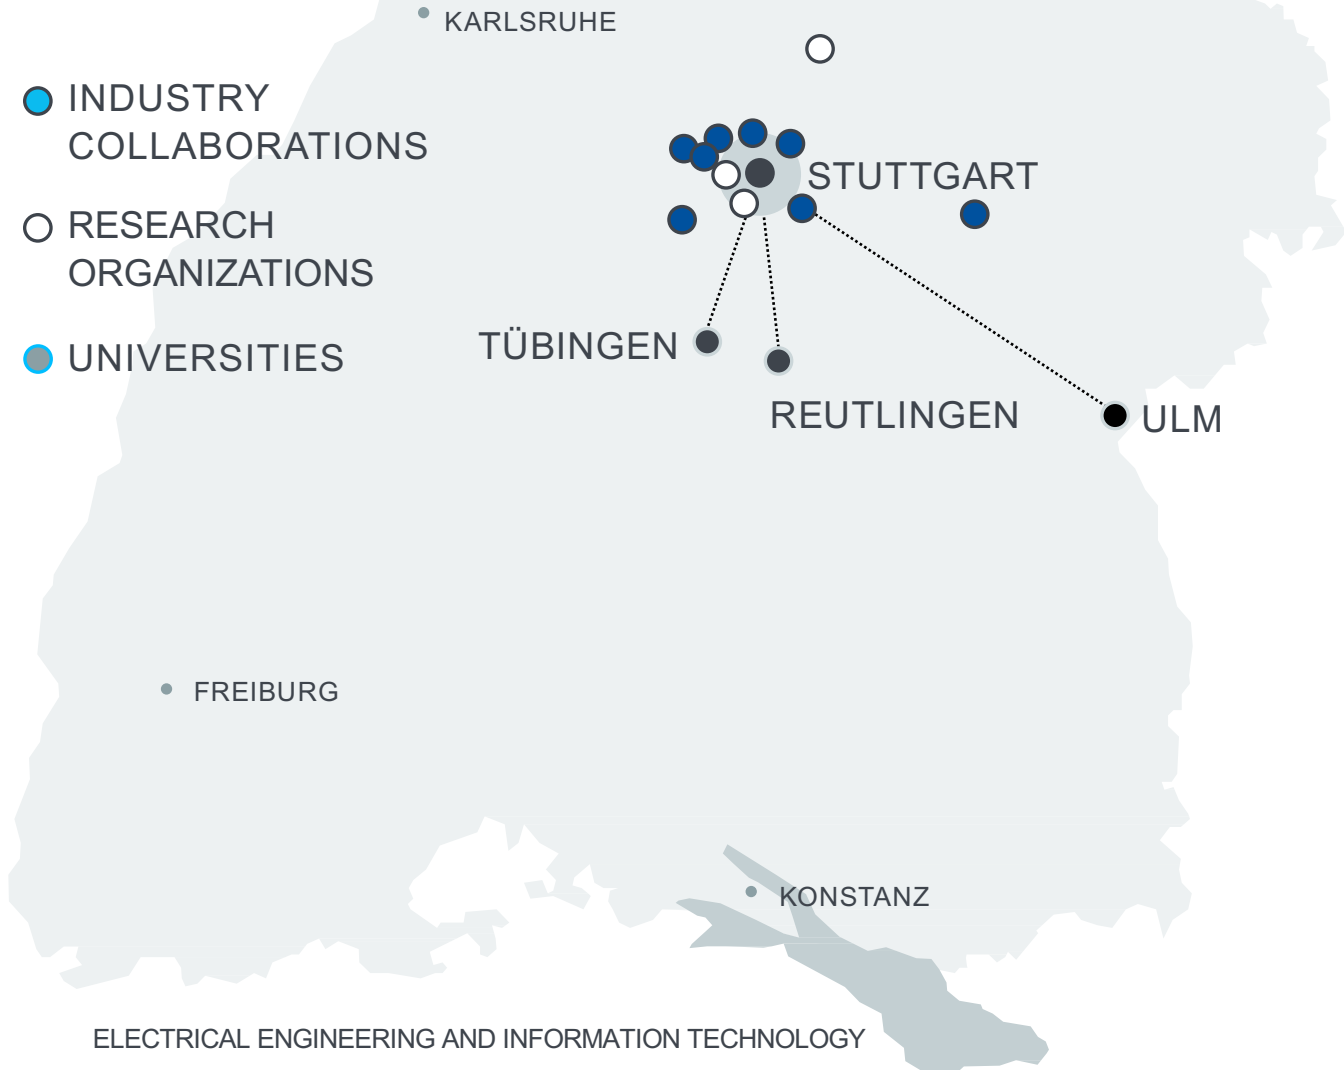 KARLSRUHE
INDUSTRY
COLLABORATIONS
STUTTGART
RESEARCH
ORGANIZATIONS
TÜBINGEN
UNIVERSITIES
REUTLINGEN
ULM
FREIBURG
KONSTANZ
ELECTRICAL ENGINEERING AND INFORMATION TECHNOLOGY